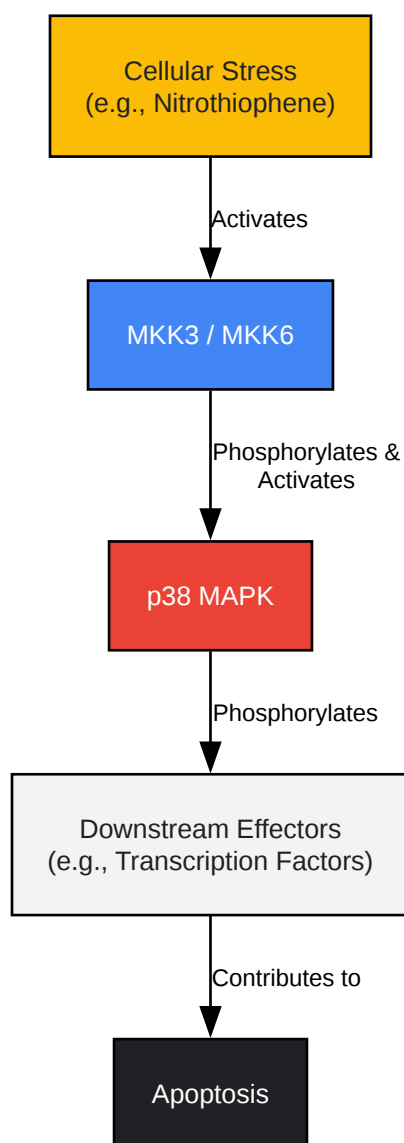 Cellular Stress
(e.g., Nitrothiophene)
Activates
MKK3 / MKK6
Phosphorylates &
Activates
p38 MAPK
Phosphorylates
Downstream Effectors
(e.g., Transcription Factors)
Contributes to
Apoptosis